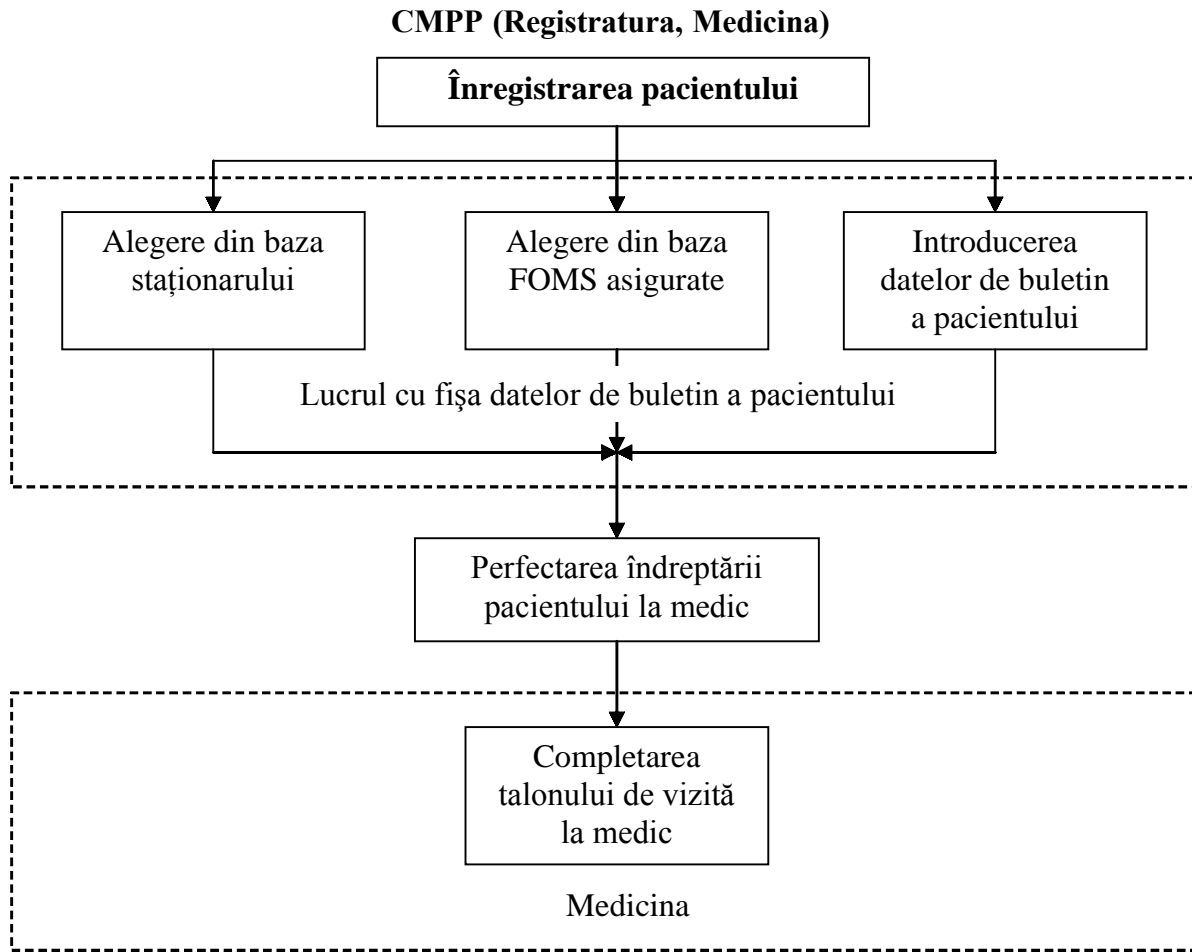 CMPP (Registratura, Medicina)
Înregistrarea pacientului
Alegere din baza
staționarului
Alegere din baza
FOMS asigurate
Introducerea
datelor de buletin
a pacientului
Lucrul cu fişa datelor de buletin a pacientului
Perfectarea îndreptării
pacientului la medic
Completarea
talonului de vizită
la medic
Medicina